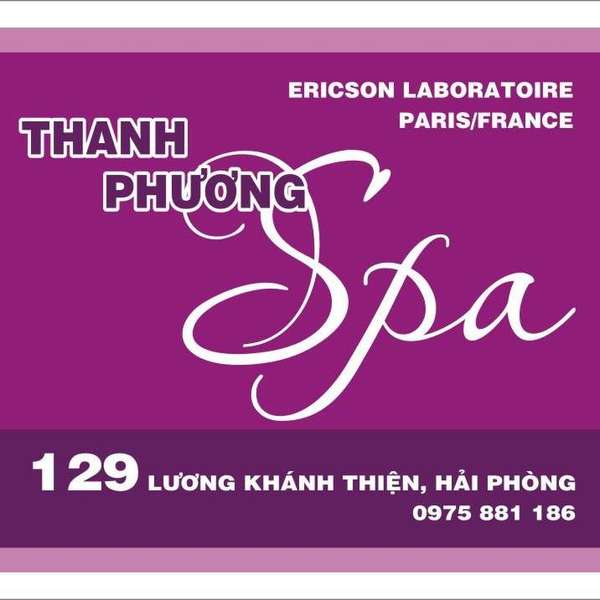 ERICSON LABORATOIRE
PARIS/FRANCE
THANH
PHƯƠNG
Spa
129 LƯƠNG KHÁNH THIỆN, HẢI PHÒNG
0975 881 186